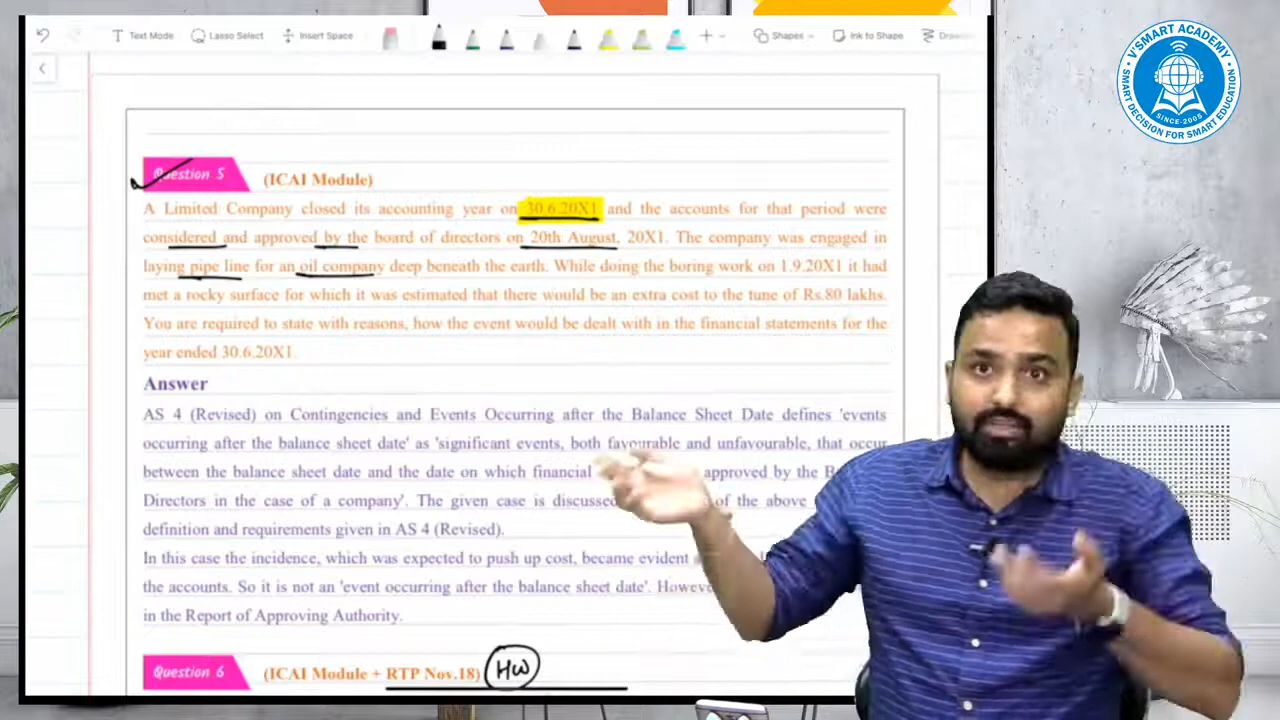 Text Mode Lasso Select Insert Space Shapes Ink to Shape
V'SMART ACADEMY
SMART DECISION FOR SMART EDUCATION
SINCE-2005
Question 5 (ICAI Module)
A Limited Company closed its accounting year on 30.6.20X1 and the accounts for that period were
considered and approved by the board of directors on 20th August, 20X1. The company was engaged in
laying pipe line for an oil company deep beneath the earth. While doing the boring work on 1.9.20X1 it had
met a rocky surface for which it was estimated that there would be an extra cost to the tune of Rs.80 lakhs.
You are required to state with reasons, how the event would be dealt with in the financial statements for the
year ended 30.6.20X1.
Answer
AS 4 (Revised) on Contingencies and Events Occurring after the Balance Sheet Date defines 'events
occurring after the balance sheet date' as 'significant events, both favourable and unfavourable, that occur
between the balance sheet date and the date on which financial approved by the
Directors in the case of a company'. The given case is discussed of the above
definition and requirements given in AS 4 (Revised).
In this case the incidence, which was expected to push up cost, became evident
the accounts. So it is not an 'event occurring after the balance sheet date'.
in the Report of Approving Authority.
Question 6 (ICAI Module + RTP Nov.18) HW